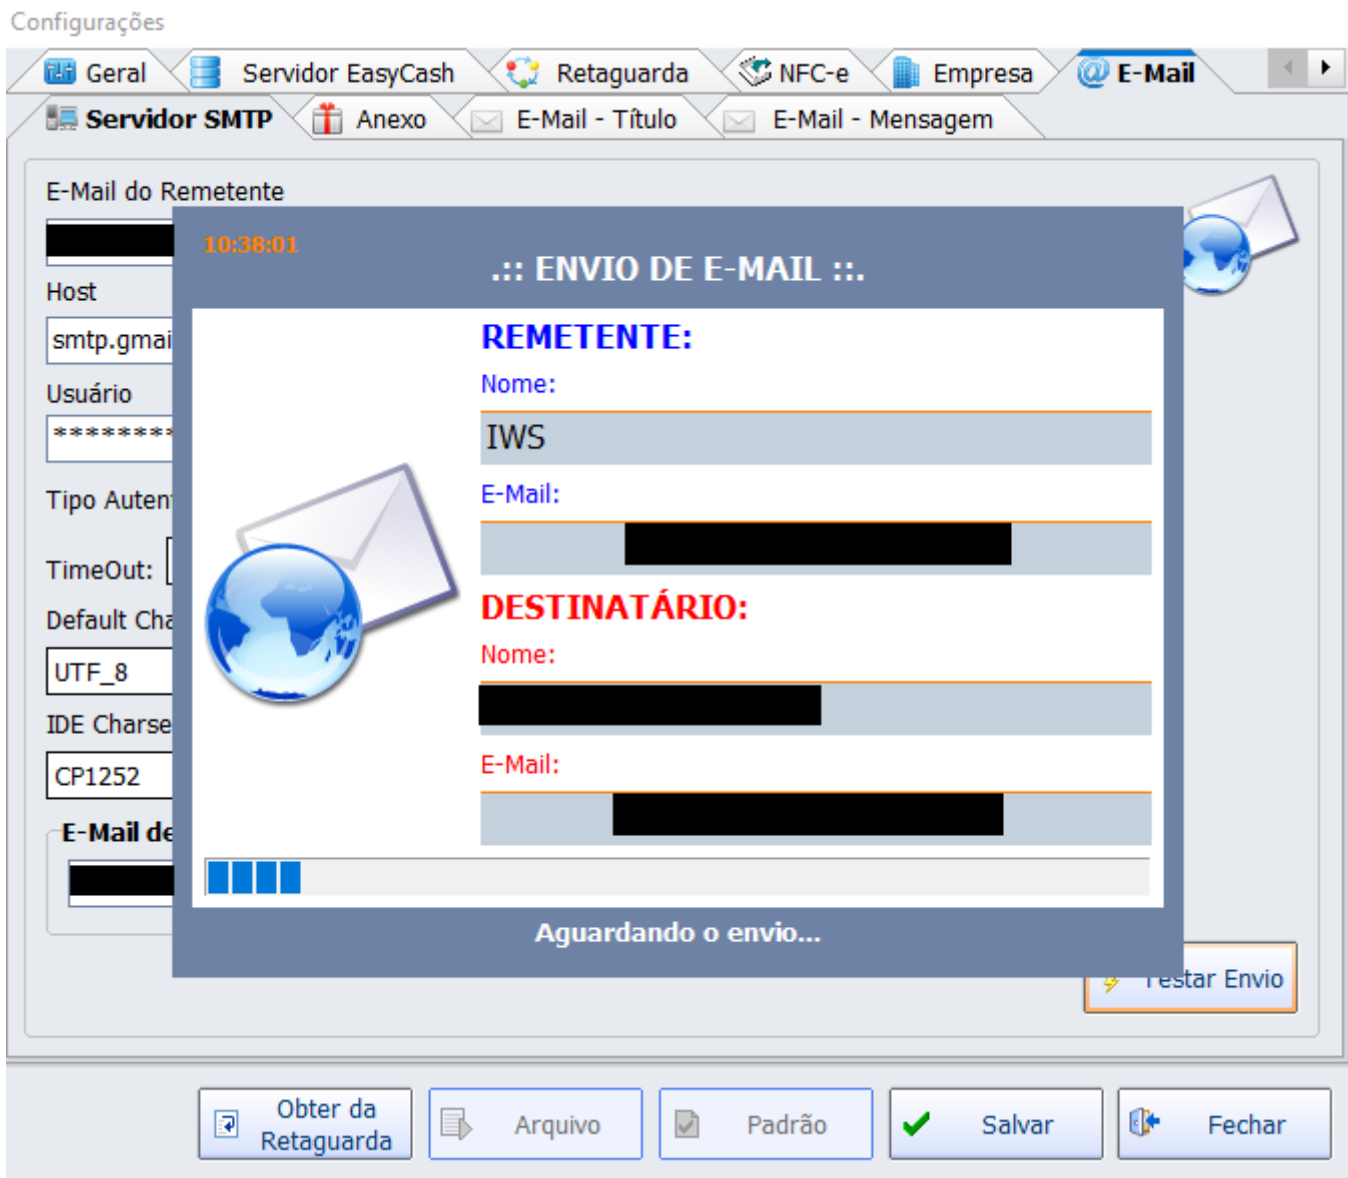 Configurações
Geral Servidor EasyCash Retaguarda NFC-e Empresa E-Mail
Servidor SMTP Anexo E-Mail - Título E-Mail - Mensagem
E-Mail do Remetente
10:38:01
.:: ENVIO DE E-MAIL ::.
Host
smtp.gmai
Usuário
********
Tipo Autent
TimeOut:
Default Cha
UTF_8
IDE Charse
CP1252
E-Mail de
REMETENTE:
Nome:
IWS
E-Mail:
DESTINATÁRIO:
Nome:
E-Mail:
Aguardando o envio...
Testar Envio
Obter da
Retaguarda
Arquivo
Padrão
Salvar
Fechar